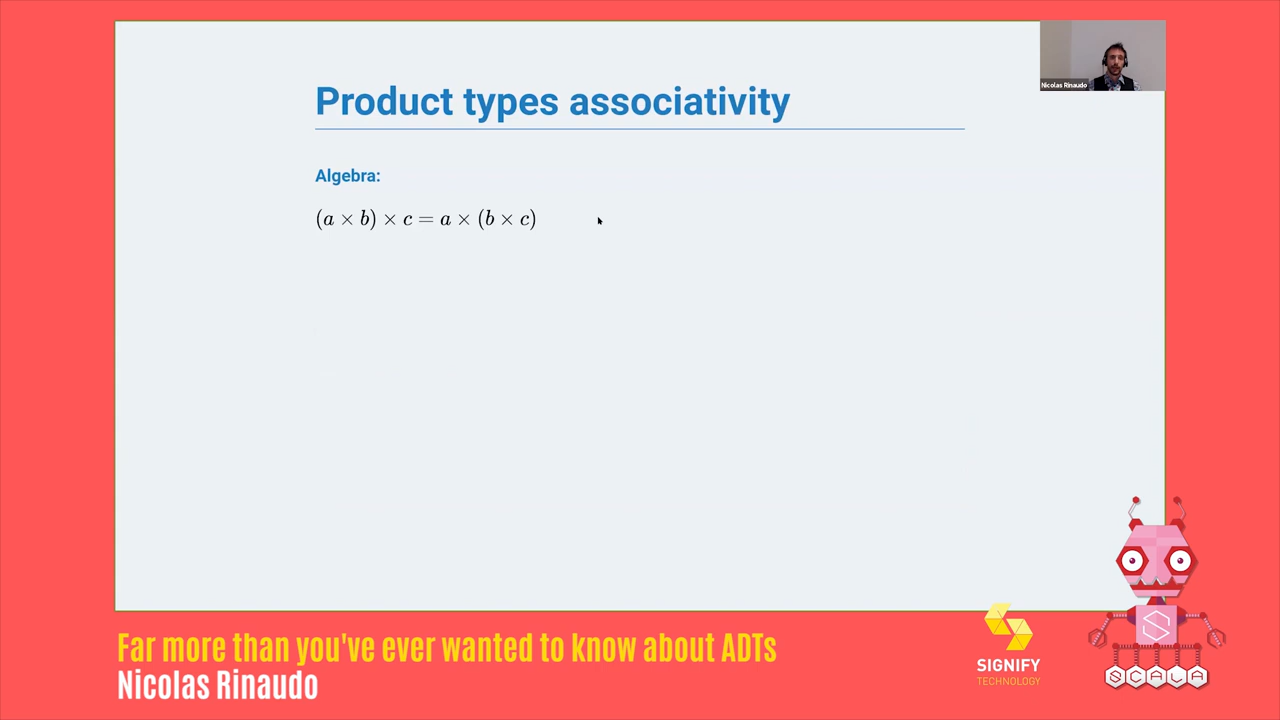 Product types associativity
Nicolas Rinaudo
Algebra:
(a × b) × c = a × (b × c)
Far more than you've ever wanted to know about ADTs
Nicolas Rinaudo
SIGNIFY
TECHNOLOGY
S
SCALA